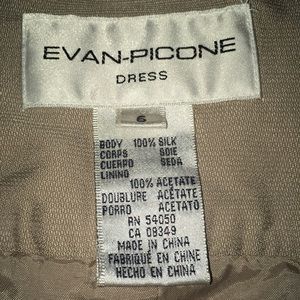 EVAN-PICONE
DRESS
6
BODY 100% SILK
CORPS SOIE
CUERPO SEDA
LINING
100% ACETATE
DOUBLURE ACÉTATE
PORRO ACETATO
RN 54050
CA 08349
MADE IN CHINA
FABRIQUÉ EN CHINE
HECHO EN CHINA